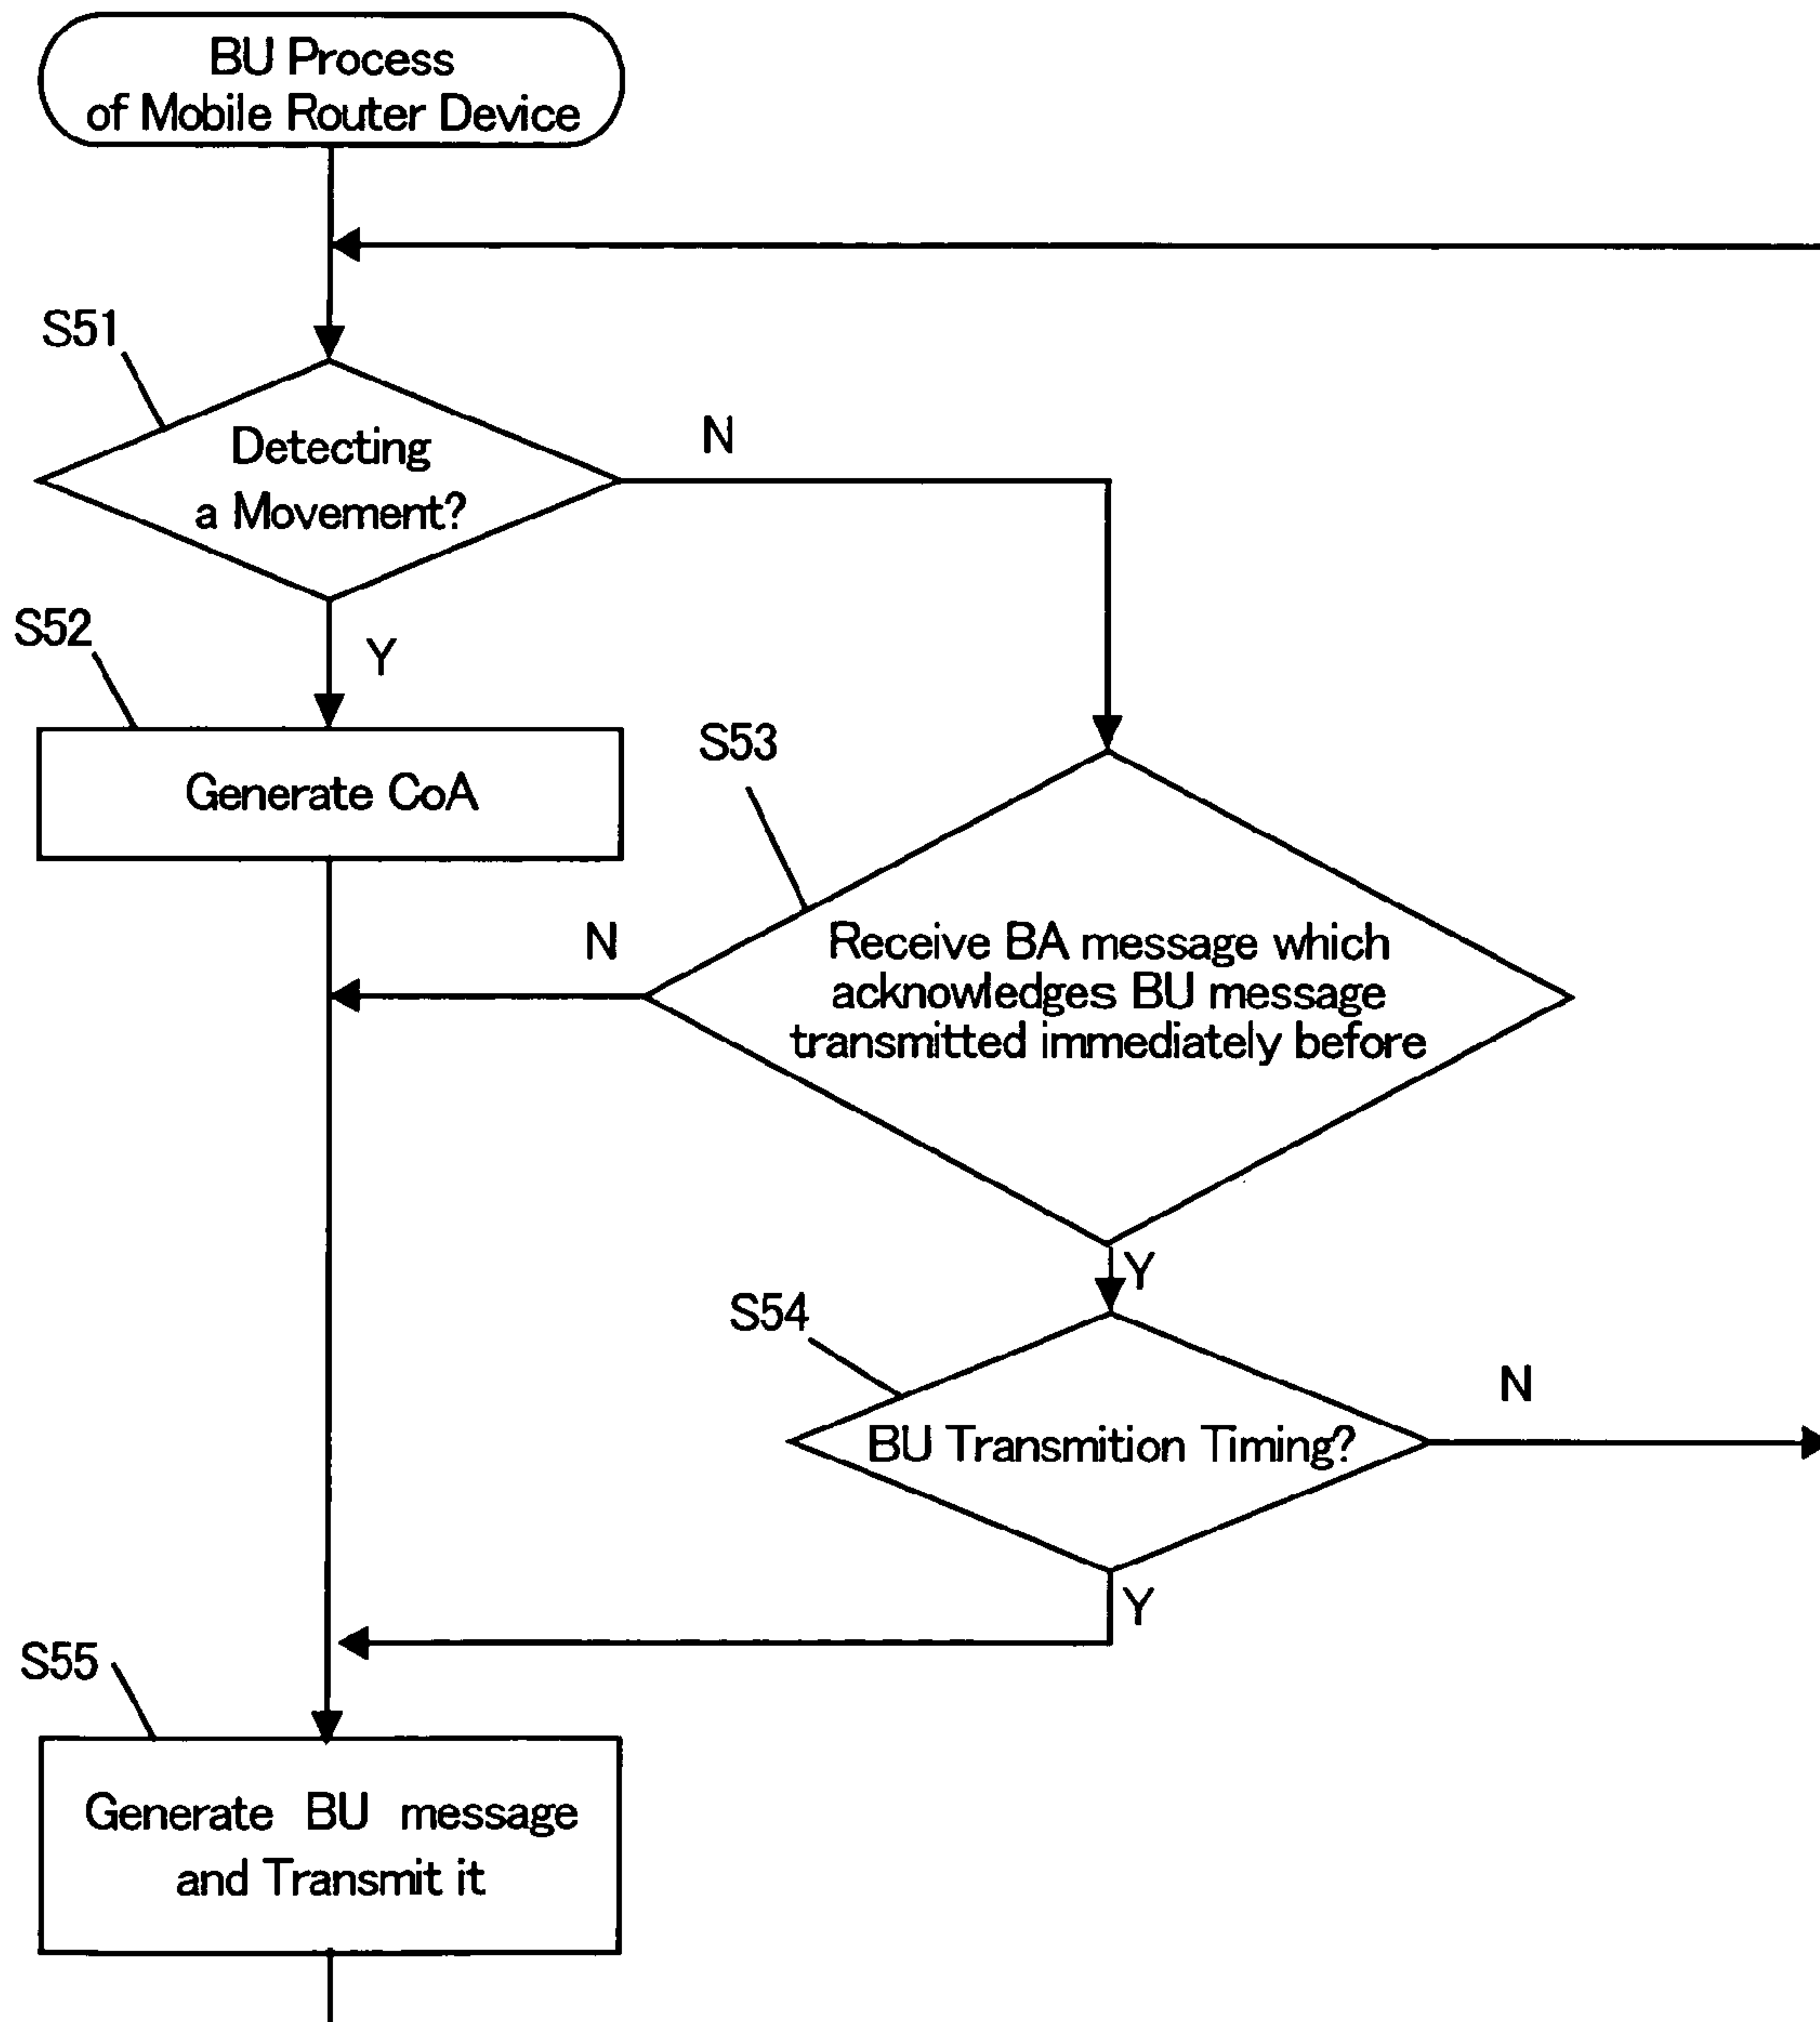 BU Process
of Mobile Router Device
S51
Detecting
a Movement?
N
S52
Y
Generate CoA
S53
N
Receive BA message which
acknowledges BU message
transmitted immediately before
Y
S54
N
BU Transmition Timing?
Y
S55
Generate BU message
and Transmit it